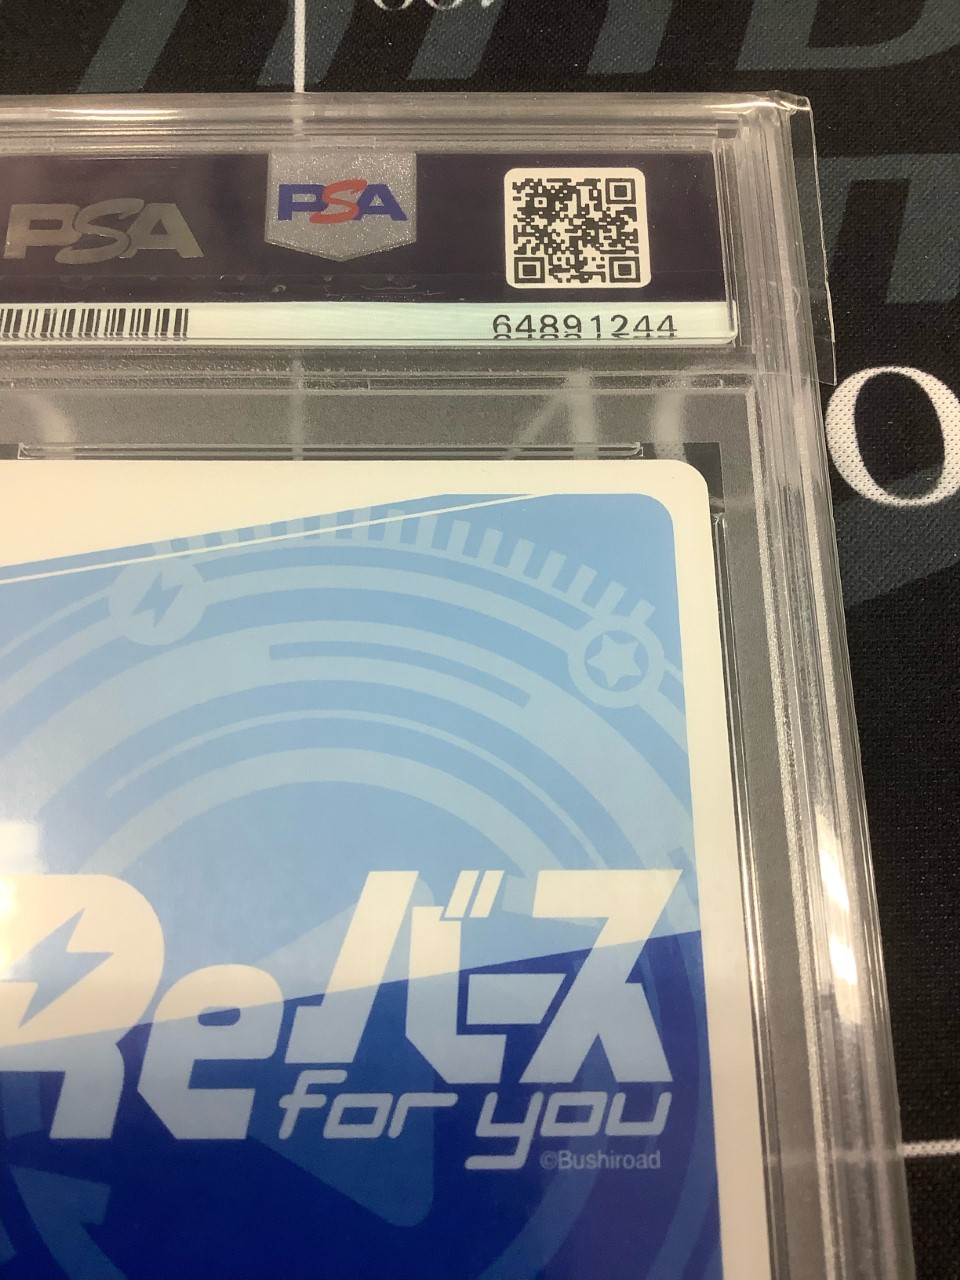 PSA
PSA
64891244
O
Reバース
for you
©Bushiroad